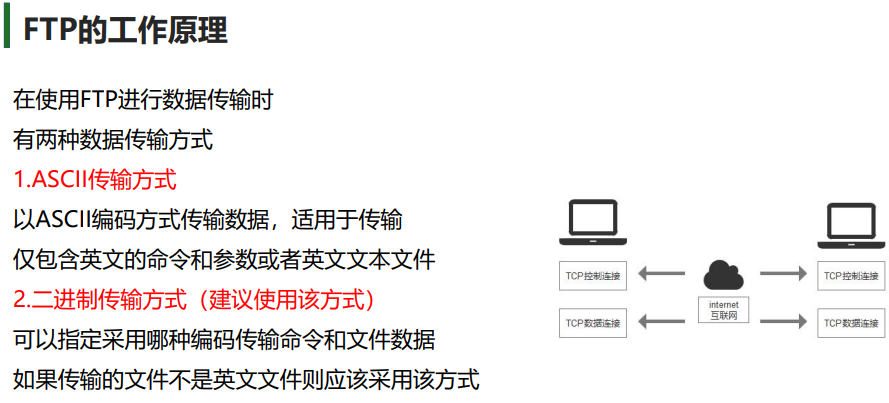 FTP的工作原理
在使用FTP进行数据传输时
有两种数据传输方式
1.ASCII传输方式
以ASCII编码方式传输数据，适用于传输
仅包含英文的命令和参数或者英文文本文件
2.二进制传输方式（建议使用该方式）
可以指定采用哪种编码传输命令和文件数据
如果传输的文件不是英文文件则应该采用该方式
TCP控制连接
TCP控制连接
internet
互联网
TCP数据连接
TCP数据连接